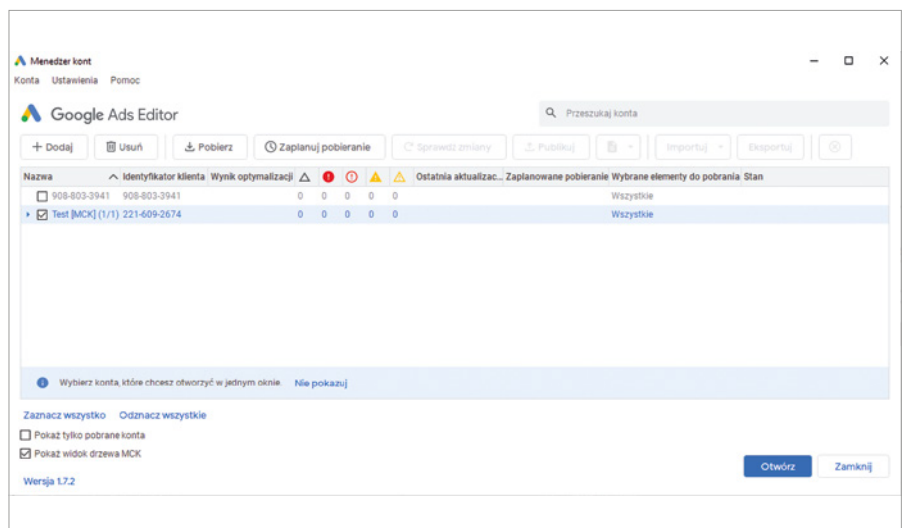 Menedżer kont
Konta Ustawienia Pomoc
Google Ads Editor
Przeszukaj konta
Dodaj Usuń Pobierz Zaplanuj pobieranie Sprawdź zmiany Publikuj Importuj Eksportuj
Nazwa Identyfikator klienta Wynik optymalizacji Ostatnia aktualizac... Zaplanowane pobieranie Wybrane elementy do pobrania Stan
908-803-3941 908-803-3941 0 0 0 0 0 Wszystkie
Test [MCK] (1/1) 221-609-2674 0 0 0 0 0 Wszystkie
Wybierz konta, które chcesz otworzyć w jednym oknie. Nie pokazuj
Zaznacz wszystko Odznacz wszystkie
Pokaż tylko pobrane konta
Pokaż widok drzewa MCK
Otwórz Zamknij
Wersja 1.7.2